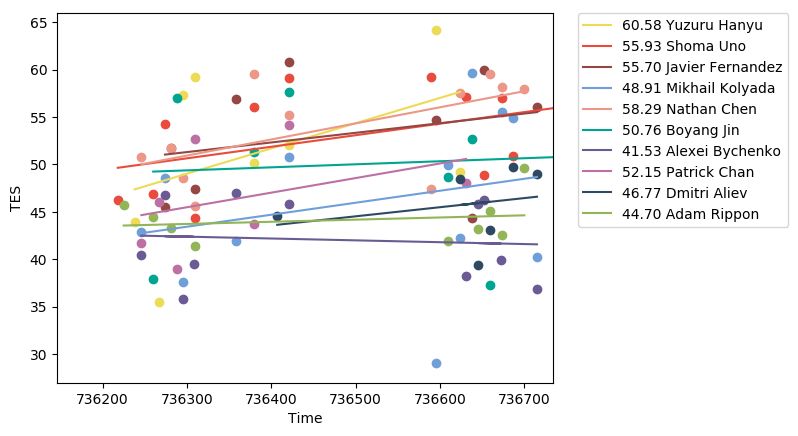 65
60
55
50
45
40
35
30
TES
736200 736300 736400 736500 736600 736700
Time
60.58 Yuzuru Hanyu
55.93 Shoma Uno
55.70 Javier Fernandez
48.91 Mikhail Kolyada
58.29 Nathan Chen
50.76 Boyang Jin
41.53 Alexei Bychenko
52.15 Patrick Chan
46.77 Dmitri Aliev
44.70 Adam Rippon